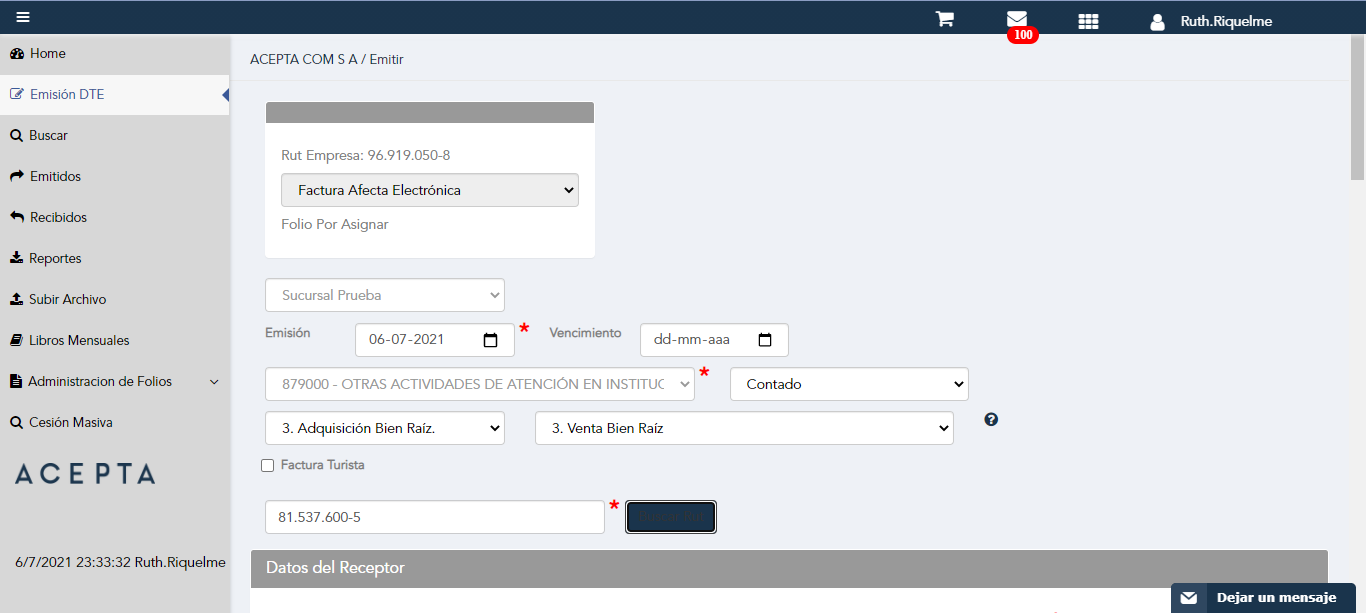 Ruth.Riquelme
100
Home
ACEPTA COM S A / Emitir
Emisión DTE
Buscar
Emitidos
Recibidos
Reportes
Subir Archivo
Libros Mensuales
Administracion de Folios
Cesión Masiva
ACEPTA
6/7/2021 23:33:32 Ruth.Riquelme
Rut Empresa: 96.919.050-8
Factura Afecta Electrónica
Folio Por Asignar
Sucursal Prueba
Emisión 06-07-2021 * Vencimiento dd-mm-aaa
879000 - OTRAS ACTIVIDADES DE ATENCIÓN EN INSTITUC * Contado
3. Adquisición Bien Raíz. 3. Venta Bien Raíz
Factura Turista
81.537.600-5 *
Datos del Receptor
Dejar un mensaje